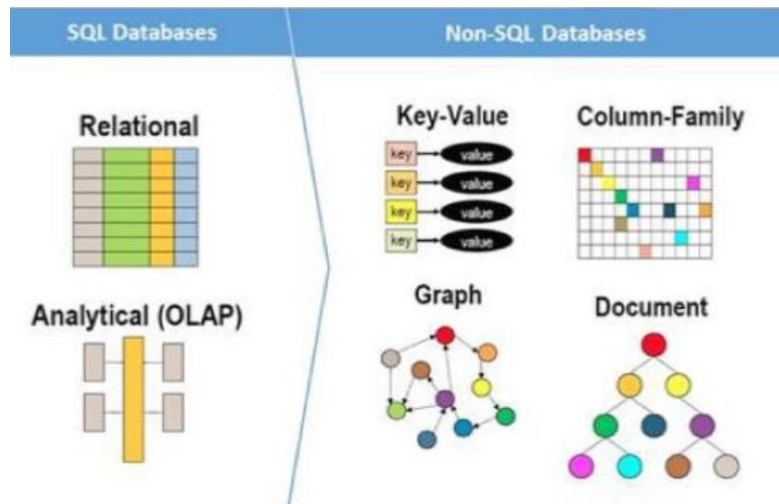 SQL Databases
Non-SQL Databases
Relational
Analytical (OLAP)
Key-Value
key value
key value
key value
key value
Column-Family
Graph
Document